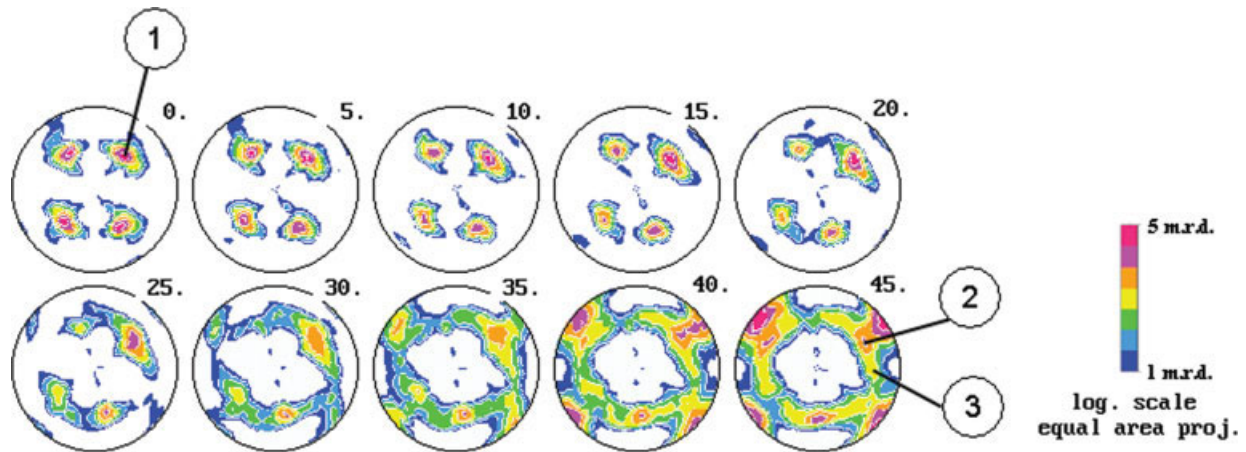 1
0. 5. 10. 15. 20.
25. 30. 35. 40. 45.
2
3
5 m.r.d.
1 m.r.d.
log. scale
equal area proj.